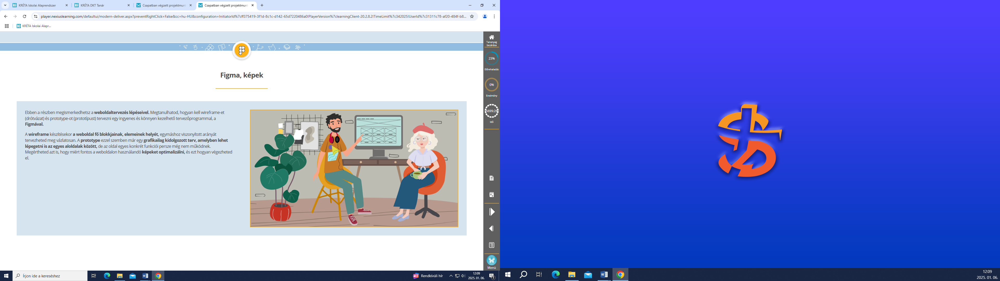 KRÉTA Iskolai Alaprendszer
KRÉTA DKT Tanár
Csapatban végzett projektmun
Csapatban végzett projektmun
player.nexiuslearning.com/defaultui/modern-deliver.aspx?preventRightClick=False&cc=hu-HU&configuration=InitiatorId%7cff375419-3f1d-8c1c-d142-65d7220486a0!PlayerVersion%7clearningClient-20.2.8.2!TimeLimit%7c342025!UserId%7c31311c78-af20-484f-b8...
KRÉTA Iskolai Alapr...
Tananyag
bezárása
23%
Előrehaladás
0%
Eredmény
5699:28
Idő
Menü
Figma, képek
Ebben a részben megismerkedhetsz a weboldaltervezés lépéseivel. Megtanulhatod, hogyan kell wireframe-et
(drótvázat) és prototype-ot (prototípust) tervezni egy ingyenes és könnyen kezelhető tervezőprogrammal, a
Figmával.
A wireframe készítésekor a weboldal fő blokkjainak, elemeinek helyét, egymáshoz viszonyított arányát
tervezheted meg vázlatosan. A prototype ezzel szemben már egy grafikailag kidolgozott terv, amelyben lehet
lépegetni is az egyes aloldalak között, de az oldal egyes konkrét funkciói persze még nem működnek.
Megértheted azt is, hogy miért fontos a weboldalon használandó képeket optimalizálni, és ezt hogyan végezheted
el.
Írjon ide a kereséshez
Rendkívüli hír
12:09
2025. 01. 06.
1
12:09
2025. 01. 06.